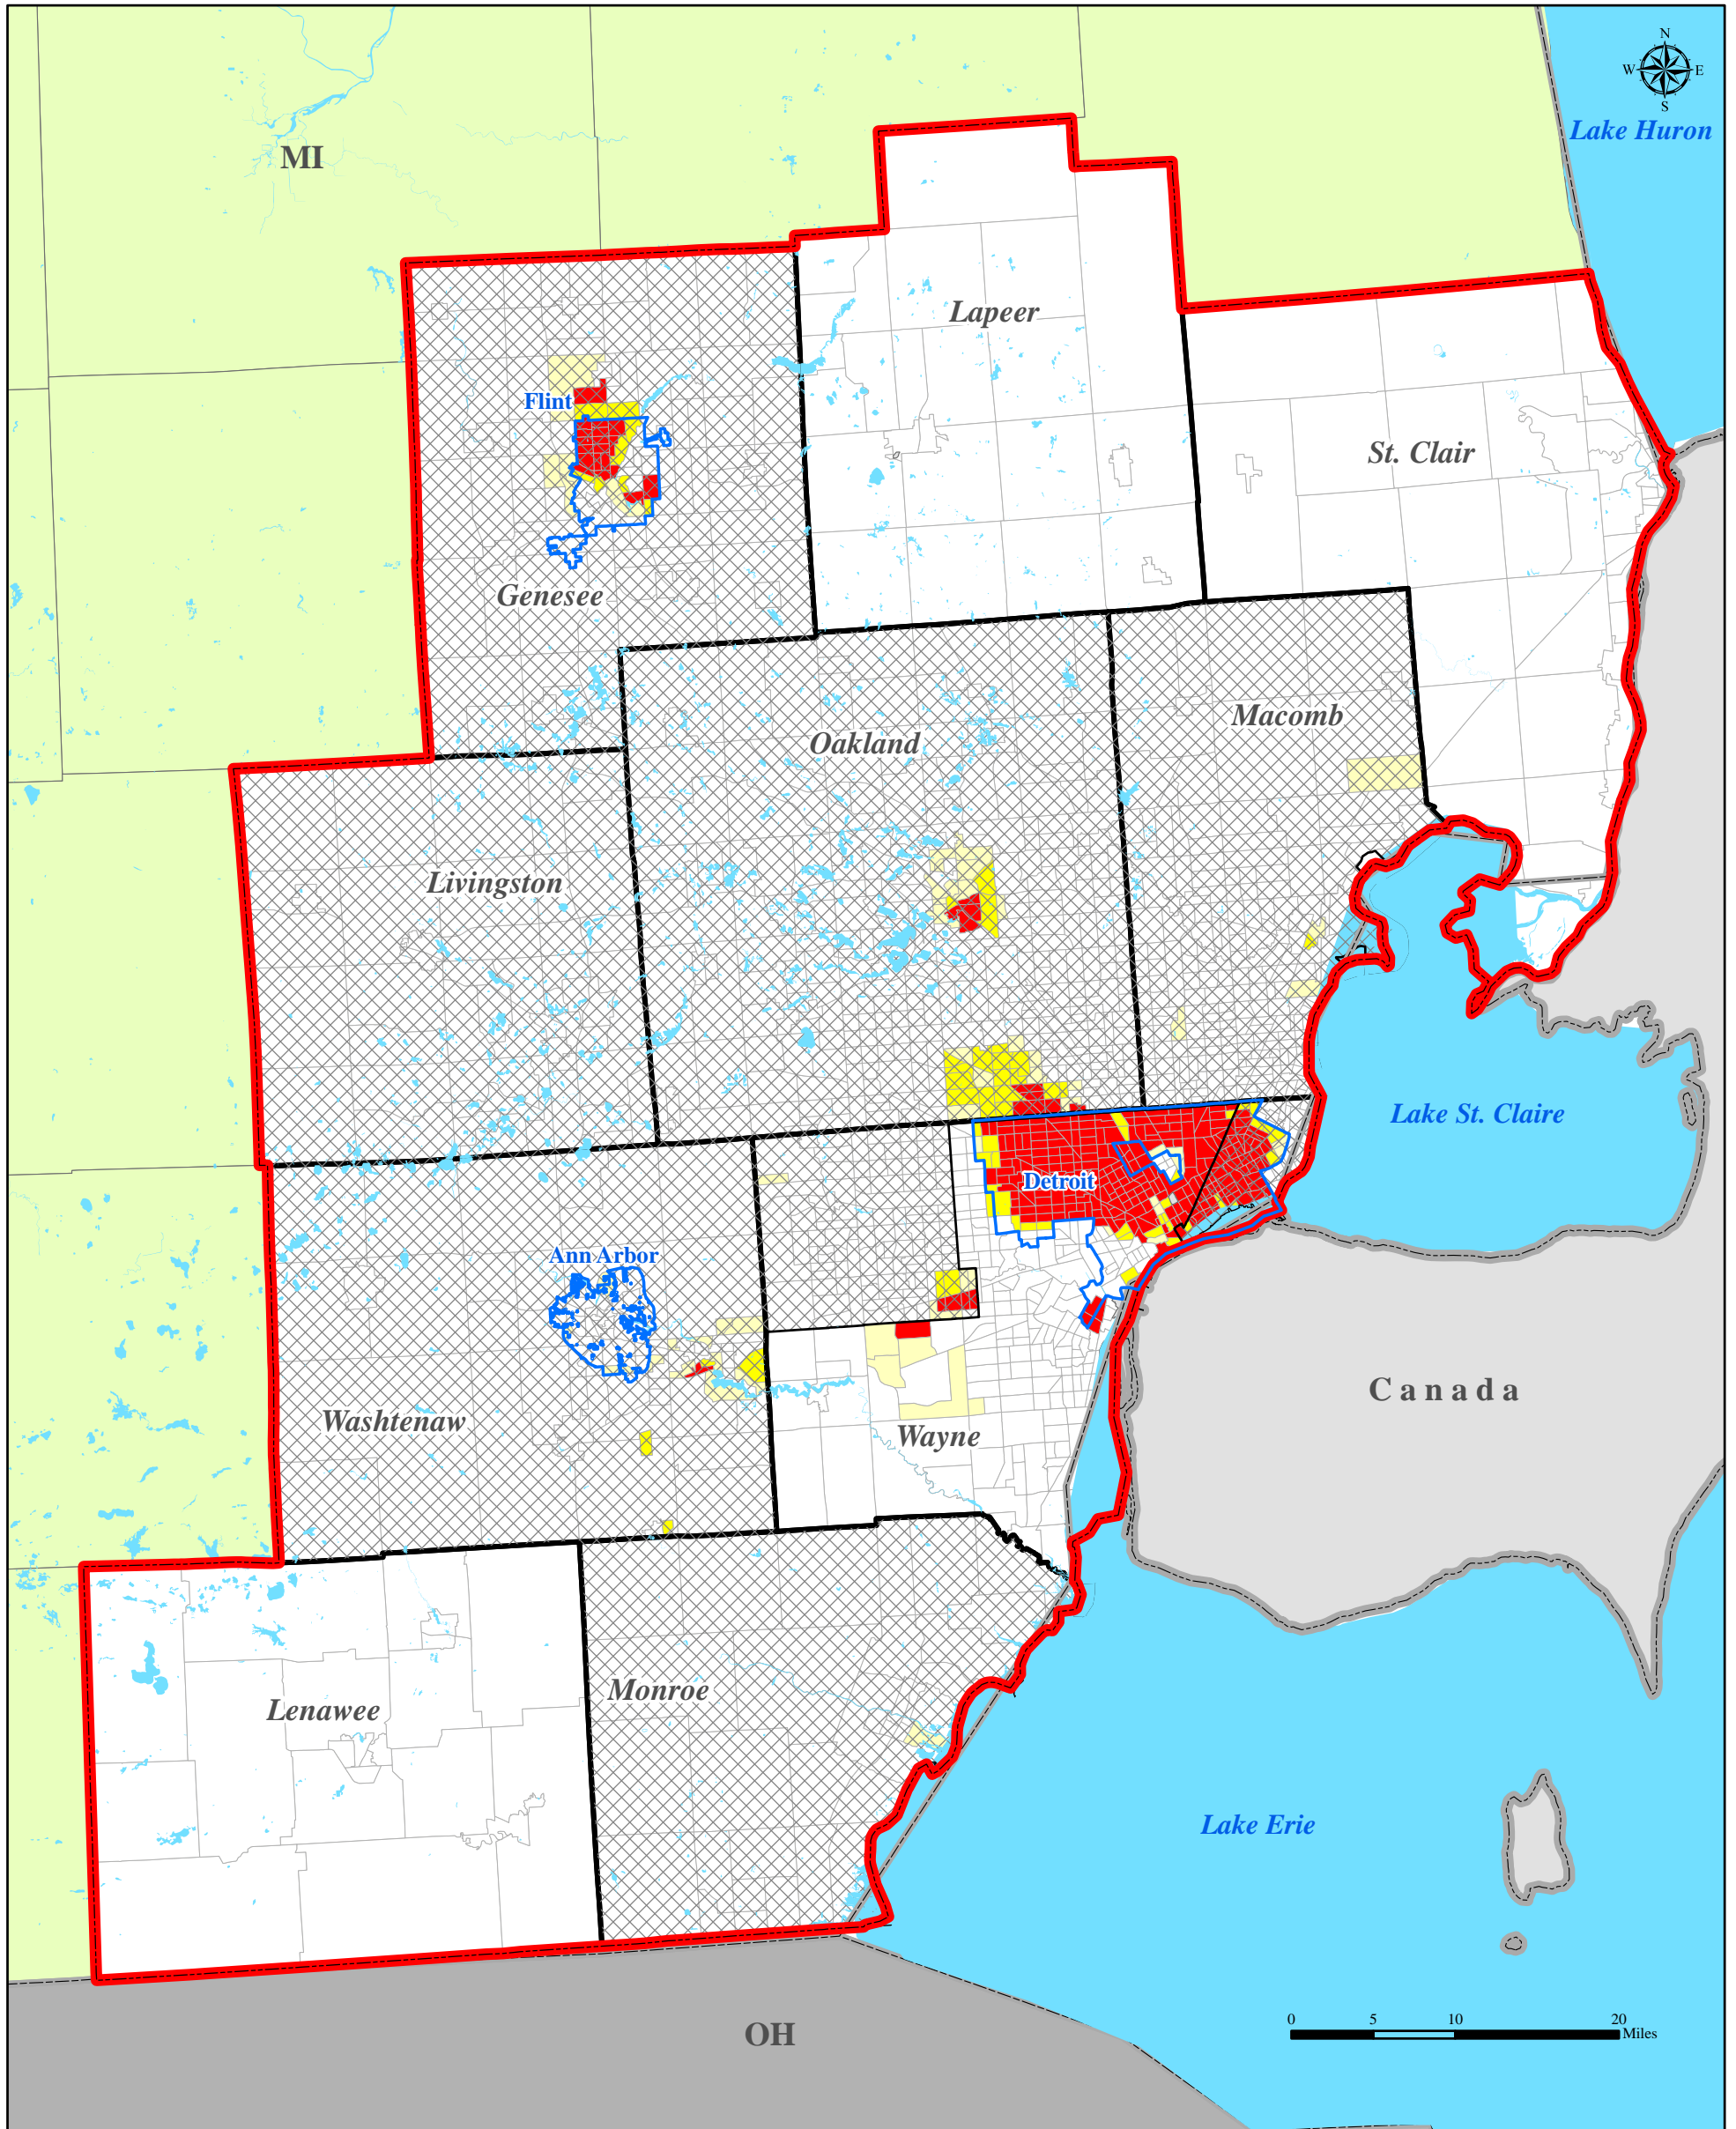 N
W E
S
Lake Huron
MI
Lapeer
Flint
St. Clair
Genesee
Macomb
Oakland
Livingston
Lake St. Claire
Detroit
Ann Arbor
Canada
Washtenaw
Wayne
Monroe
Lenawee
Lake Erie
0 5 10 20
Miles
OH